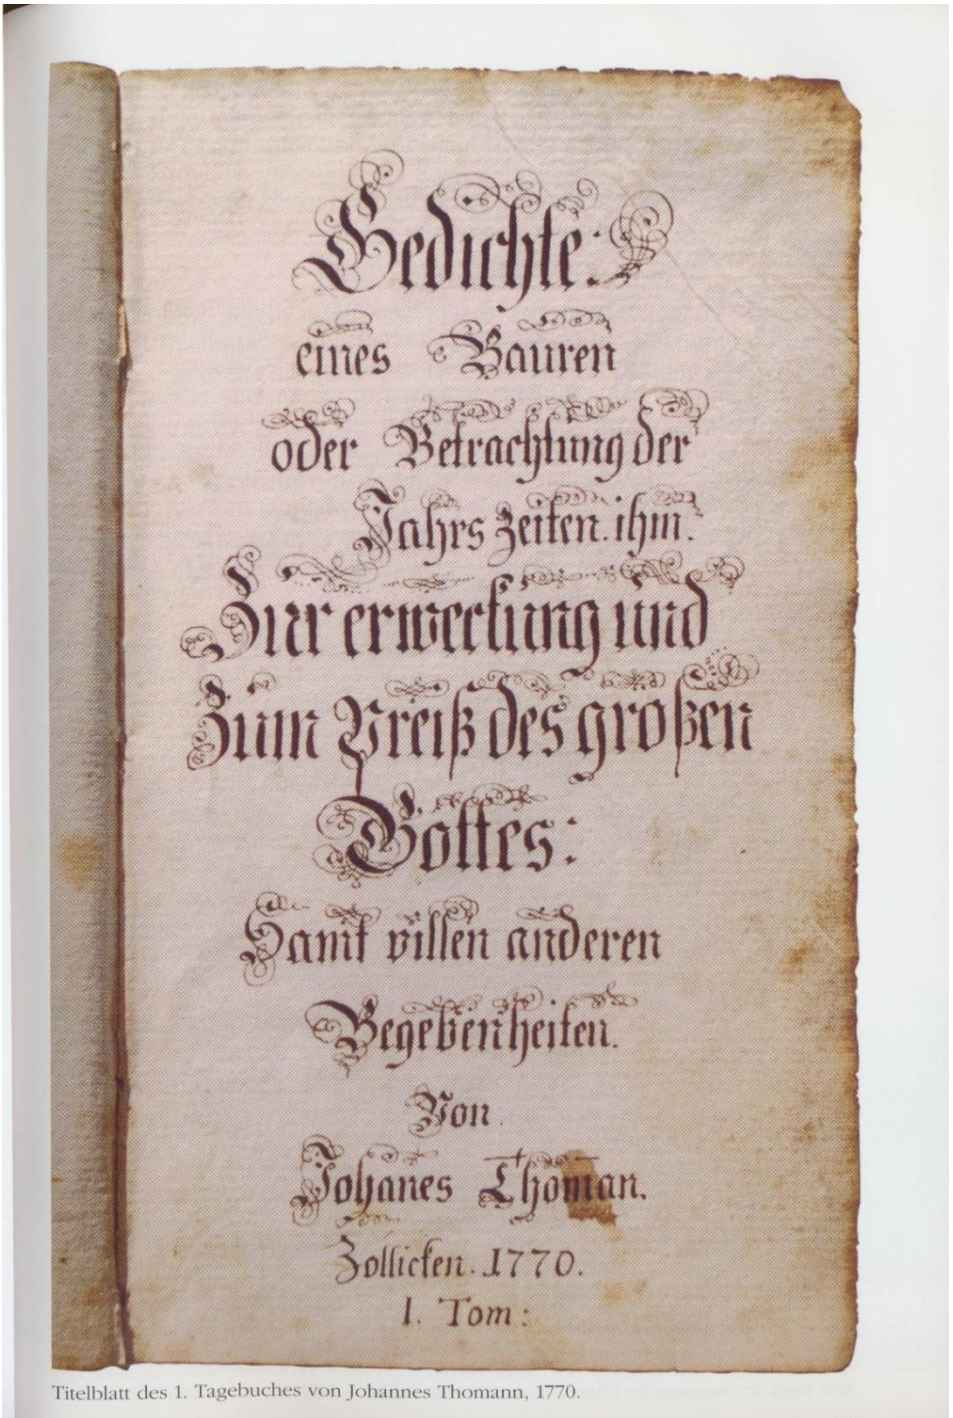 Gedichte:
eines Bauren
oder Betrachtung der
Jahrs Zeiten. ihm.
Zur erweckung und
Zum Preiß des großen
Gottes:
Samt villen anderen
Begebenheiten.
Von.
Johanes Thoman.
Zollicken. 1770.
I. Tom:
Titelblatt des 1. Tagebuches von Johannes Thomann, 1770.